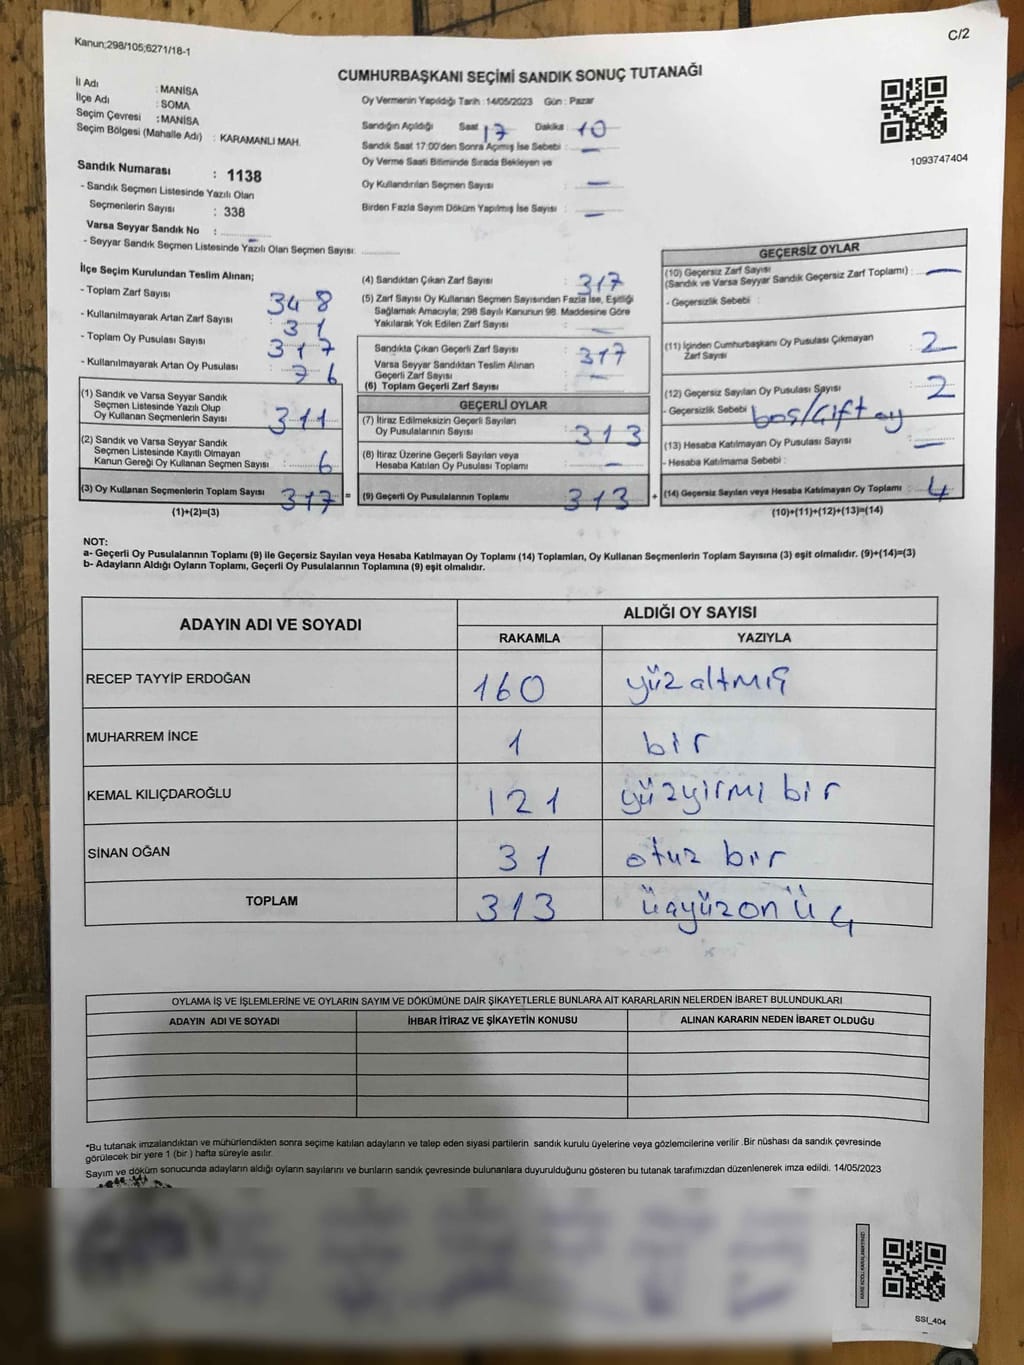 Kanun;298/105;6271/18-1
C/2
CUMHURBAŞKANI SEÇİMİ SANDIK SONUÇ TUTANAĞI
İl Adı : MANİSA
İlçe Adı : SOMA
Seçim Çevresi : MANİSA
Seçim Bölgesi (Mahalle Adı) : KARAMANLI MAH.
Oy Vermenin Yapıldığı Tarih :14/05/2023 Gün : Pazar
Sandığın Açıldığı Saat 17 Dakika 10
Sandık Saat 17:00'den Sonra Açılmış İse Sebebi : —
Oy Verme Saati Bitiminde Sırada Bekleyen ve
Oy Kullandırılan Seçmen Sayısı : —
Birden Fazla Sayım Döküm Yapılmış İse Sayısı : —
1093747404
Sandık Numarası : 1138
- Sandık Seçmen Listesinde Yazılı Olan
Seçmenlerin Sayısı : 338
Varsa Seyyar Sandık No : —
- Seyyar Sandık Seçmen Listesinde Yazılı Olan Seçmen Sayısı:
İlçe Seçim Kurulundan Teslim Alınan;
- Toplam Zarf Sayısı 348
- Kullanılmayarak Artan Zarf Sayısı : 31
- Toplam Oy Pusulası Sayısı : 317
- Kullanılmayarak Artan Oy Pusulası 76
(1) Sandık ve Varsa Seyyar Sandık
Seçmen Listesinde Yazılı Olup
Oy Kullanan Seçmenlerin Sayısı : 311
(2) Sandık ve Varsa Seyyar Sandık
Seçmen Listesinde Kayıtlı Olmayan
Kanun Gereği Oy Kullanan Seçmen Sayısı : 6
(3) Oy Kullanan Seçmenlerin Toplam Sayısı 317 =
(1)+(2)=(3)
(4) Sandıktan Çıkan Zarf Sayısı : 317
(5) Zarf Sayısı Oy Kullanan Seçmen Sayısından Fazla İse, Eşitliği
Sağlamak Amacıyla; 298 Sayılı Kanunun 98. Maddesine Göre
Yakılarak Yok Edilen Zarf Sayısı : —
Sandıkta Çıkan Geçerli Zarf Sayısı : 317
Varsa Seyyar Sandıktan Teslim Alınan
Geçerli Zarf Sayısı : —
(6) Toplam Geçerli Zarf Sayısı
GEÇERLİ OYLAR
(7) İtiraz Edilmeksizin Geçerli Sayılan
Oy Pusulalarının Sayısı : 313
(8) İtiraz Üzerine Geçerli Sayılan veya
Hesaba Katılan Oy Pusulası Toplamı : —
(9) Geçerli Oy Pusulalarının Toplamı : 313 +
GEÇERSİZ OYLAR
(10) Geçersiz Zarf Sayısı
(Sandık ve Varsa Seyyar Sandık Geçersiz Zarf Toplamı) : —
- Geçersizlik Sebebi :
(11) İçinden Cumhurbaşkanı Oy Pusulası Çıkmayan
Zarf Sayısı : 2
(12) Geçersiz Sayılan Oy Pusulası Sayısı : 2
- Geçersizlik Sebebi boş/çift oy
(13) Hesaba Katılmayan Oy Pusulası Sayısı : —
- Hesaba Katılmama Sebebi :
(14) Geçersiz Sayılan veya Hesaba Katılmayan Oy Toplamı : 4
(10)+(11)+(12)+(13)=(14)
NOT:
a- Geçerli Oy Pusulalarının Toplamı (9) ile Geçersiz Sayılan veya Hesaba Katılmayan Oy Toplamı (14) Toplamları, Oy Kullanan Seçmenlerin Toplam Sayısına (3) eşit olmalıdır. (9)+(14)=(3)
b- Adayların Aldığı Oyların Toplamı, Geçerli Oy Pusulalarının Toplamına (9) eşit olmalıdır.
ADAYIN ADI VE SOYADI ALDIĞI OY SAYISI
RAKAMLA YAZIYLA
RECEP TAYYİP ERDOĞAN 160 yüzaltmış
MUHARREM İNCE 1 bir
KEMAL KILIÇDAROĞLU 121 yüzyirmi bir
SİNAN OĞAN 31 otuz bir
TOPLAM 313 üçyüzonüç
OYLAMA İŞ VE İŞLEMLERİNE VE OYLARIN SAYIM VE DÖKÜMÜNE DAİR ŞİKAYETLERLE BUNLARA AİT KARARLARIN NELERDEN İBARET BULUNDUKLARI
ADAYIN ADI VE SOYADI İHBAR İTİRAZ VE ŞİKAYETİN KONUSU ALINAN KARARIN NEDEN İBARET OLDUĞU
*Bu tutanak imzalandıktan ve mühürlendikten sonra seçime katılan adayların ve talep eden siyasi partilerin sandık kurulu üyelerine veya gözlemcilerine verilir .Bir nüshası da sandık çevresinde
görülecek bir yere 1 (bir ) hafta süreyle asılır.
Sayım ve döküm sonucunda adayların aldığı oyların sayılarını ve bunların sandık çevresinde bulunanlara duyurulduğunu gösteren bu tutanak tarafımızdan düzenlenerek imza edildi. 14/05/2023
SSI_404